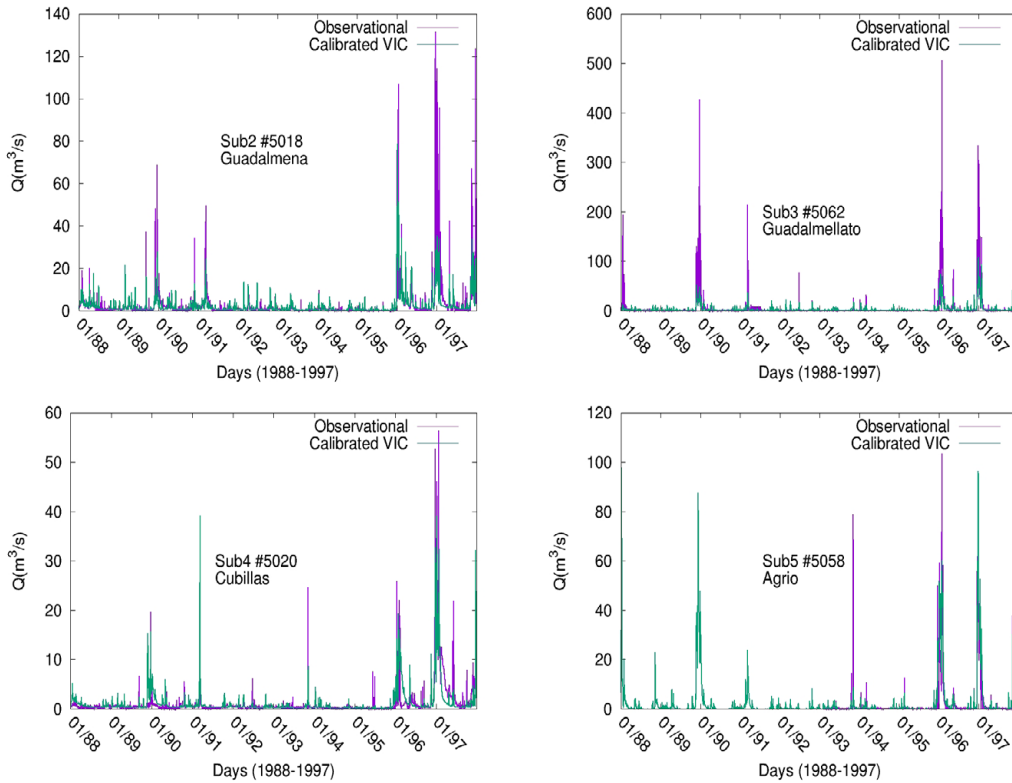 140
120
100
80
60
40
20
0
Q(m³/s)
Observational
Calibrated VIC
Sub2 #5018
Guadalmena
01/88
01/89
01/90
01/91
01/92
01/93
01/94
01/95
01/96
01/97
Days (1988-1997)
600
500
400
300
200
100
0
Q(m³/s)
Observational
Calibrated VIC
Sub3 #5062
Guadalmellato
01/88
01/89
01/90
01/91
01/92
01/93
01/94
01/95
01/96
01/97
Days (1988-1997)
60
50
40
30
20
10
0
Q(m³/s)
Observational
Calibrated VIC
Sub4 #5020
Cubillas
01/88
01/89
01/90
01/91
01/92
01/93
01/94
01/95
01/96
01/97
Days (1988-1997)
120
100
80
60
40
20
0
Q(m³/s)
Observational
Calibrated VIC
Sub5 #5058
Agrio
01/88
01/89
01/90
01/91
01/92
01/93
01/94
01/95
01/96
01/97
Days (1988-1997)